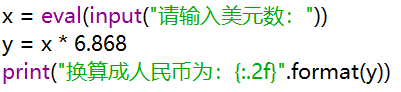 x = eval(input("请输入美元数："))
y = x * 6.868
print("换算成人民币为：{:.2f}".format(y))